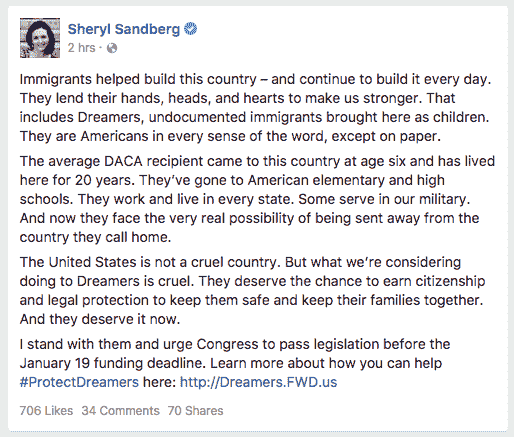 Sheryl Sandberg
2 hrs ·
Immigrants helped build this country – and continue to build it every day.
They lend their hands, heads, and hearts to make us stronger. That
includes Dreamers, undocumented immigrants brought here as children.
They are Americans in every sense of the word, except on paper.
The average DACA recipient came to this country at age six and has lived
here for 20 years. They’ve gone to American elementary and high
schools. They work and live in every state. Some serve in our military.
And now they face the very real possibility of being sent away from the
country they call home.
The United States is not a cruel country. But what we’re considering
doing to Dreamers is cruel. They deserve the chance to earn citizenship
and legal protection to keep them safe and keep their families together.
And they deserve it now.
I stand with them and urge Congress to pass legislation before the
January 19 funding deadline. Learn more about how you can help
#ProtectDreamers here: http://Dreamers.FWD.us
706 Likes 34 Comments 70 Shares